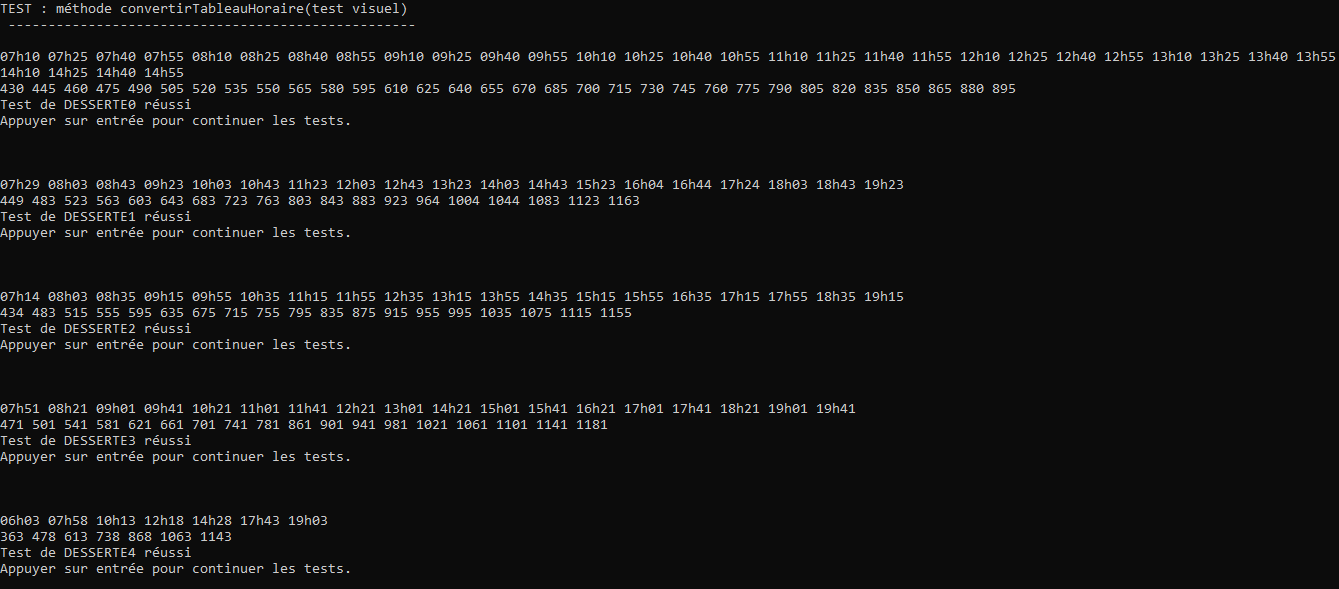 TEST : méthode convertirTableauHoraire(test visuel)
---------------------------------------------------
07h10 07h25 07h40 07h55 08h10 08h25 08h40 08h55 09h10 09h25 09h40 09h55 10h10 10h25 10h40 10h55 11h10 11h25 11h40 11h55 12h10 12h25 12h40 12h55 13h10 13h25 13h40 13h55
14h10 14h25 14h40 14h55
430 445 460 475 490 505 520 535 550 565 580 595 610 625 640 655 670 685 700 715 730 745 760 775 790 805 820 835 850 865 880 895
Test de DESSERTE0 réussi
Appuyer sur entrée pour continuer les tests.
07h29 08h03 08h43 09h23 10h03 10h43 11h23 12h03 12h43 13h23 14h03 14h43 15h23 16h04 16h44 17h24 18h03 18h43 19h23
449 483 523 563 603 643 683 723 763 803 843 883 923 964 1004 1044 1083 1123 1163
Test de DESSERTE1 réussi
Appuyer sur entrée pour continuer les tests.
07h14 08h03 08h35 09h15 09h55 10h35 11h15 11h55 12h35 13h15 13h55 14h35 15h15 15h55 16h35 17h15 17h55 18h35 19h15
434 483 515 555 595 635 675 715 755 795 835 875 915 955 995 1035 1075 1115 1155
Test de DESSERTE2 réussi
Appuyer sur entrée pour continuer les tests.
07h51 08h21 09h01 09h41 10h21 11h01 11h41 12h21 13h01 14h21 15h01 15h41 16h21 17h01 17h41 18h21 19h01 19h41
471 501 541 581 621 661 701 741 781 861 901 941 981 1021 1061 1101 1141 1181
Test de DESSERTE3 réussi
Appuyer sur entrée pour continuer les tests.
06h03 07h58 10h13 12h18 14h28 17h43 19h03
363 478 613 738 868 1063 1143
Test de DESSERTE4 réussi
Appuyer sur entrée pour continuer les tests.